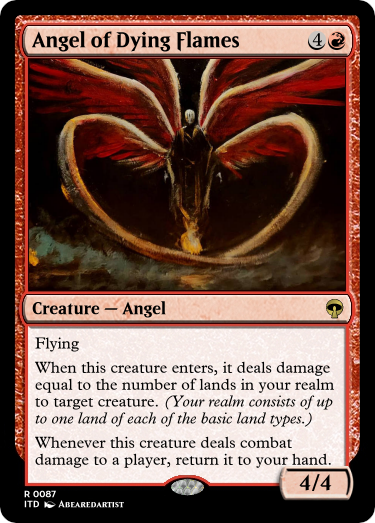 Angel of Dying Flames 4
Creature — Angel
Flying
When this creature enters, it deals damage
equal to the number of lands in your realm
to target creature. (Your realm consists of
up to one land of each of the basic land types.)
Whenever this creature deals combat
damage to a player, return it to your hand.
4/4
R 0087
ITD ABEAREDARTIST